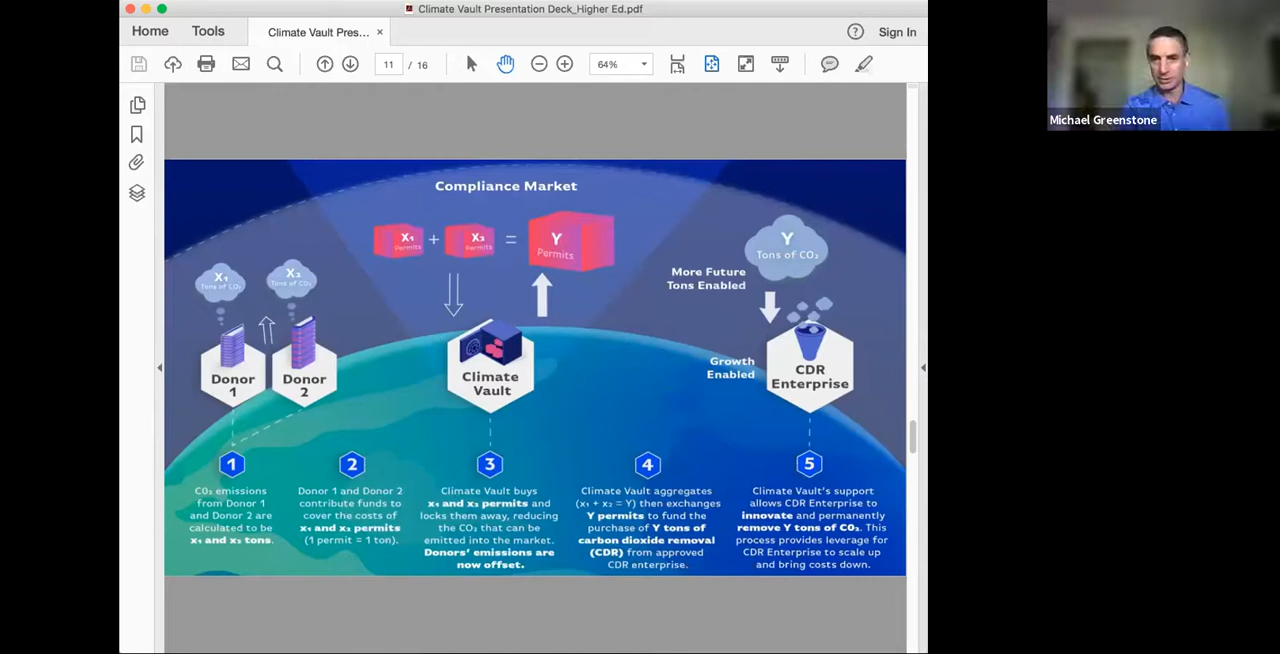 Climate Vault Presentation Deck_Higher Ed.pdf
Home
Tools
Climate Vault Pres...
×
?
Sign In
11 / 16
64%
Michael Greenstone
Compliance Market
X₁
Permits
+
X₂
Permits
=
Y
Permits
X₁
Tons of CO₂
X₂
Tons of CO₂
Y
Tons of CO₂
More Future
Tons Enabled
Donor
1
Donor
2
Climate
Vault
Growth
Enabled
CDR
Enterprise
1
CO₂ emissions
from Donor 1
and Donor 2 are
calculated to be
x₁ and x₂ tons.
2
Donor 1 and Donor 2
contribute funds to
cover the costs of
x₁ and x₂ permits
(1 permit = 1 ton).
3
Climate Vault buys
x₁ and x₂ permits and
locks them away, reducing
the CO₂ that can be
emitted into the market.
Donors' emissions are
now offset.
4
Climate Vault aggregates
(x₁ + x₂ = Y) then exchanges
Y permits to fund the
purchase of Y tons of
carbon dioxide removal
(CDR) from approved
CDR enterprise.
5
Climate Vault's support
allows CDR Enterprise to
innovate and permanently
remove Y tons of CO₂. This
process provides leverage for
CDR Enterprise to scale up
and bring costs down.